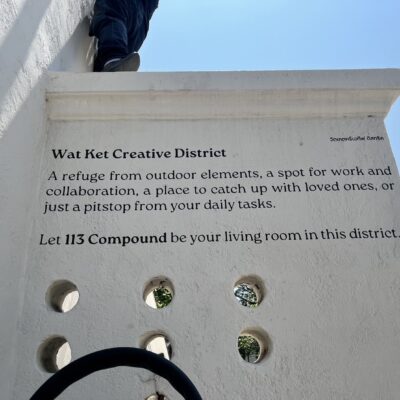 Wat Ket Creative District
A refuge from outdoor elements, a spot for work and
collaboration, a place to catch up with loved ones, or
just a pitstop from your daily tasks.
Let 113 Compound be your living room in this district.